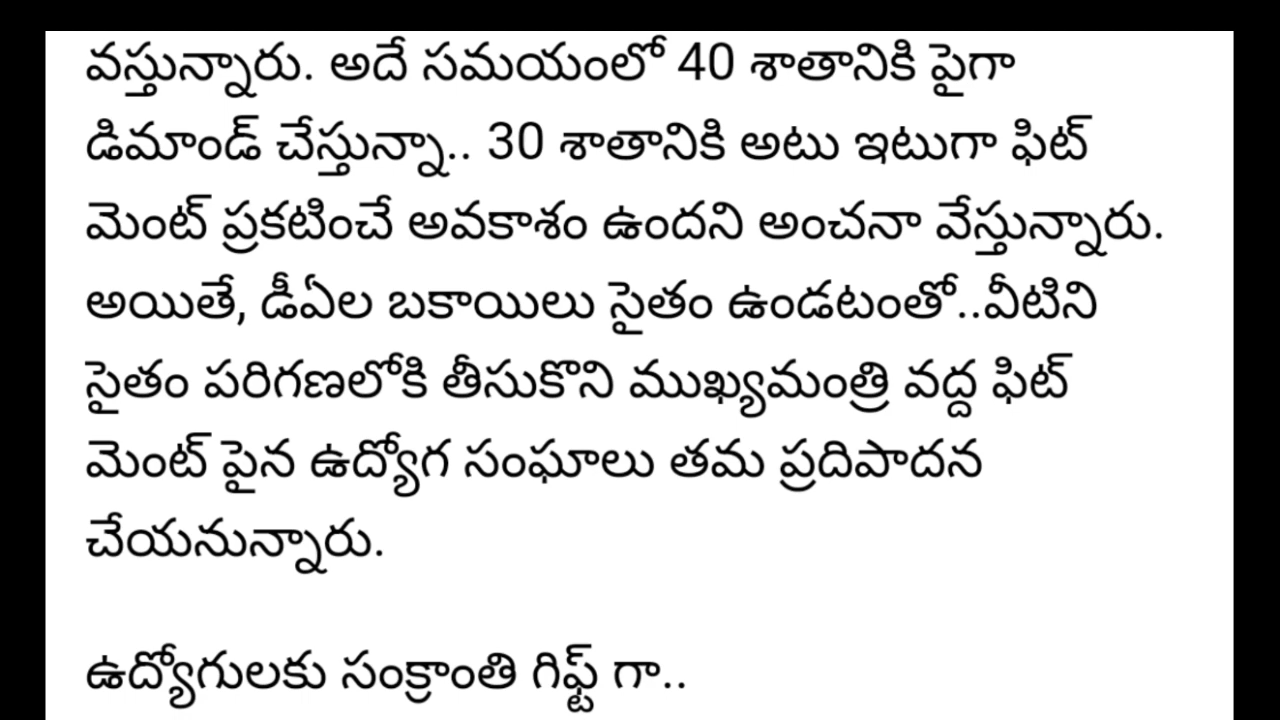 వస్తున్నారు. అదే సమయంలో 40 శాతానికి పైగా
డిమాండ్ చేస్తున్నా.. 30 శాతానికి అటు ఇటుగా ఫిట్
మెంట్ ప్రకటించే అవకాశం ఉందని అంచనా వేస్తున్నారు.
అయితే, డీఏల బకాయిలు సైతం ఉండటంతో..వీటిని
సైతం పరిగణలోకి తీసుకొని ముఖ్యమంత్రి వద్ద ఫిట్
మెంట్ పైన ఉద్యోగ సంఘాలు తమ ప్రదిపాదన
చేయనున్నారు.
ఉద్యోగులకు సంక్రాంతి గిఫ్ట్ గా..